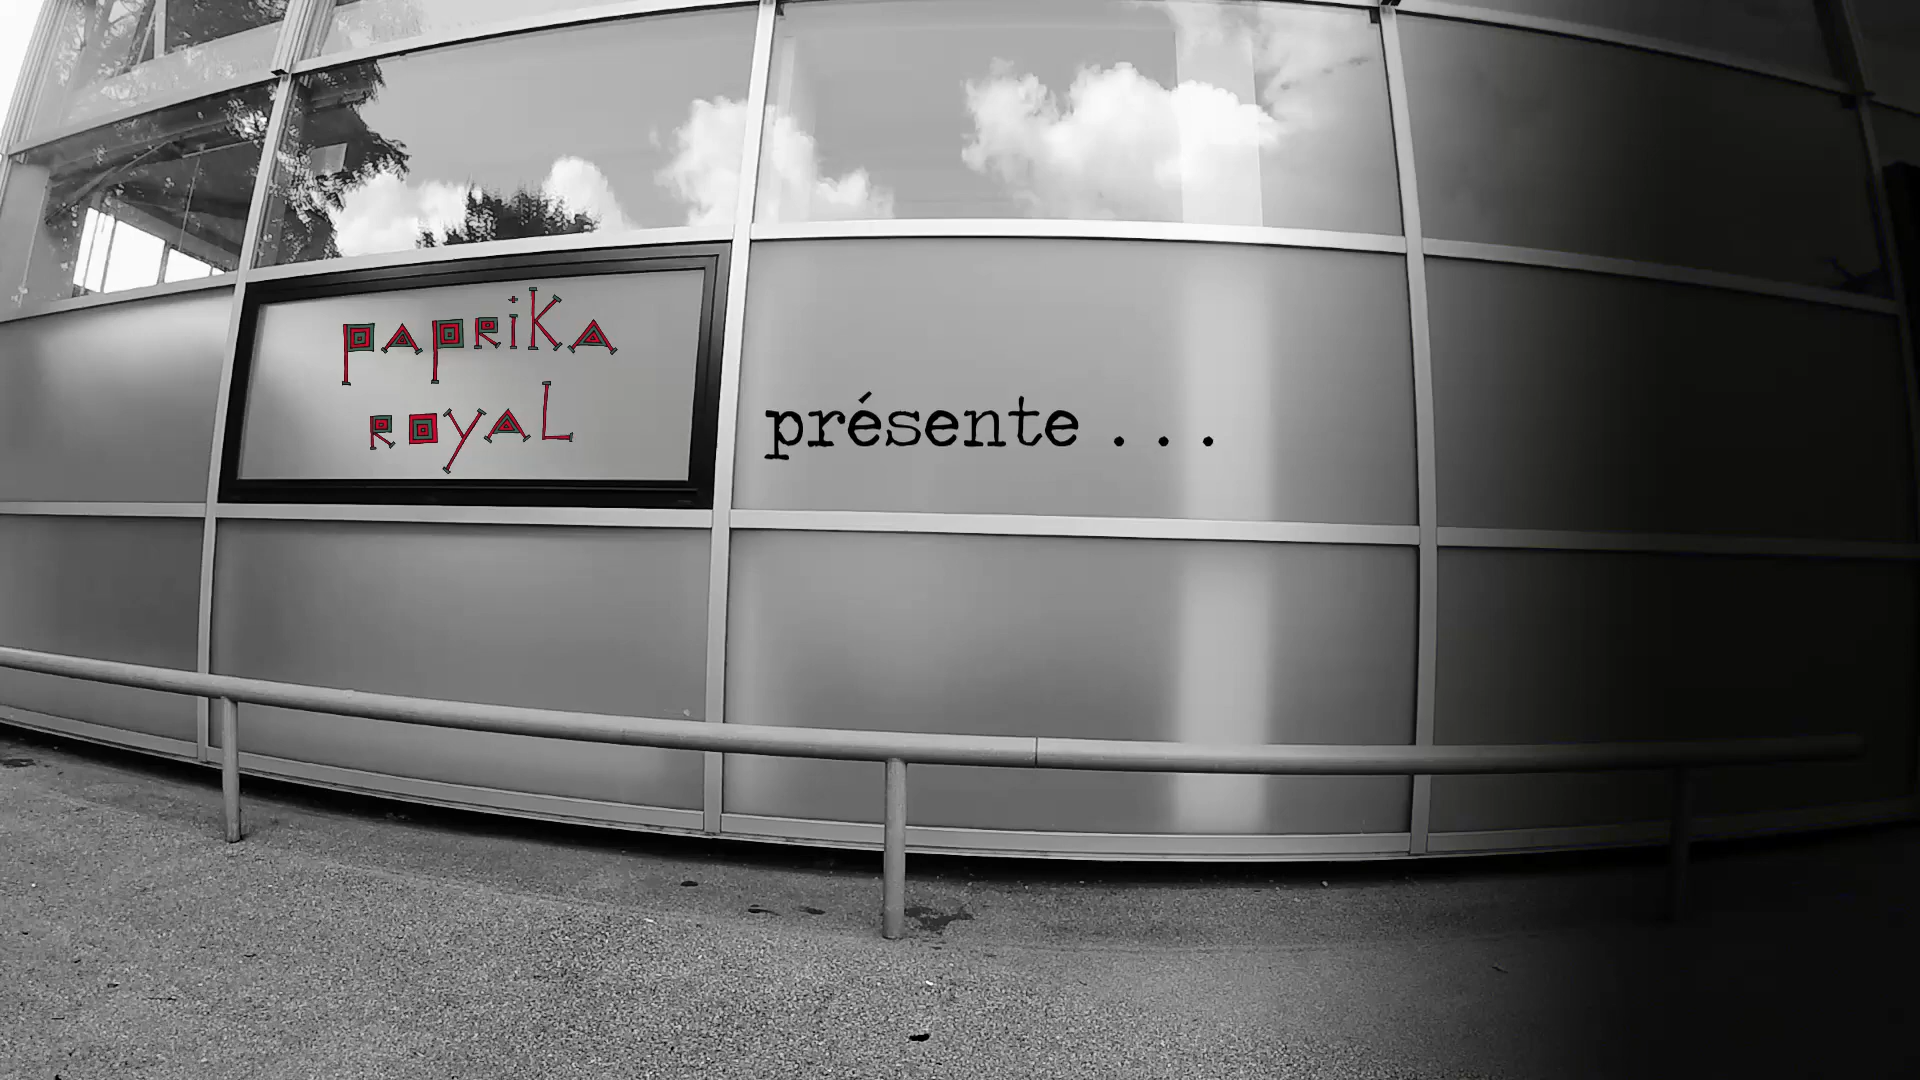 paprika
royal
présente . . .